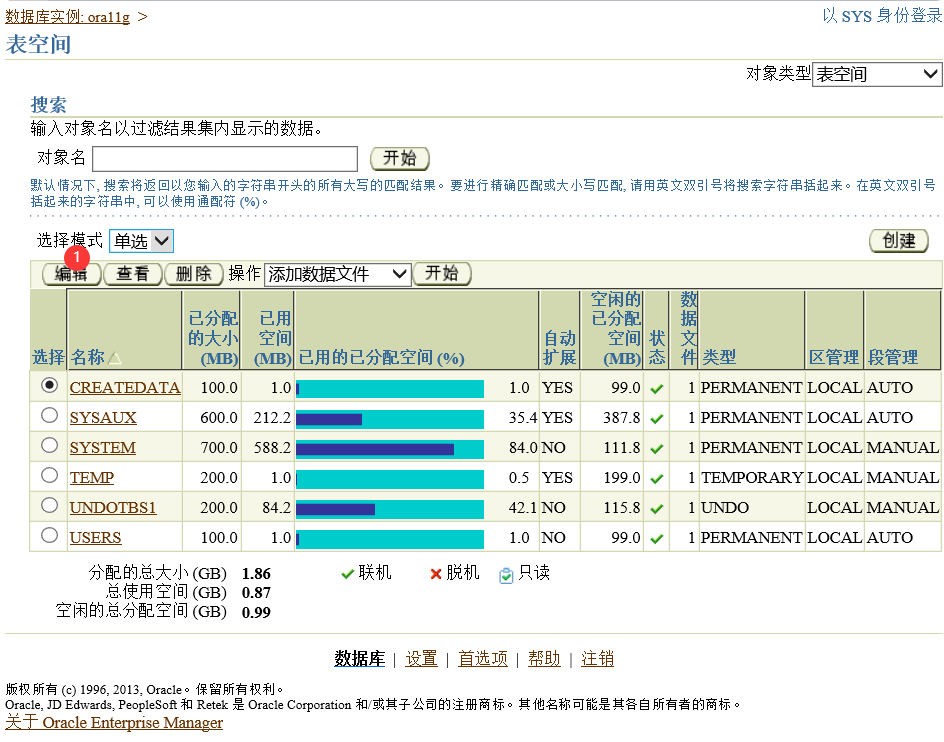 数据库实例: ora11g >
以 SYS 身份登录
表空间
对象类型 表空间
搜索
输入对象名以过滤结果集内显示的数据。
对象名 开始
默认情况下, 搜索将返回以您输入的字符串开头的所有大写的匹配结果。要进行精确匹配或大小写匹配, 请用英文双引号将搜索字符串括起来。在英文双引号
括起来的字符串中, 可以使用通配符 (%)。
选择模式 单选 创建
1
编辑 查看 删除 操作 添加数据文件 开始
选择 名称 已分配的大小 (MB) 已用空间 (MB) 已用的已分配空间 (%) 自动扩展 空闲的已分配空间 (MB) 状态 数据文件 类型 区管理 段管理
CREATEDATA 100.0 1.0 1.0 YES 99.0 1 PERMANENT LOCAL AUTO
SYSAUX 600.0 212.2 35.4 YES 387.8 1 PERMANENT LOCAL AUTO
SYSTEM 700.0 588.2 84.0 NO 111.8 1 PERMANENT LOCAL MANUAL
TEMP 200.0 1.0 0.5 YES 199.0 1 TEMPORARY LOCAL MANUAL
UNDOTBS1 200.0 84.2 42.1 NO 115.8 1 UNDO LOCAL MANUAL
USERS 100.0 1.0 1.0 NO 99.0 1 PERMANENT LOCAL AUTO
分配的总大小 (GB) 1.86 联机 脱机 只读
总使用空间 (GB) 0.87
空闲的总分配空间 (GB) 0.99
数据库 | 设置 | 首选项 | 帮助 | 注销
版权所有 (c) 1996, 2013, Oracle。保留所有权利。
Oracle, JD Edwards, PeopleSoft 和 Retek 是 Oracle Corporation 和/或其子公司的注册商标。其他名称可能是其各自所有者的商标。
关于 Oracle Enterprise Manager